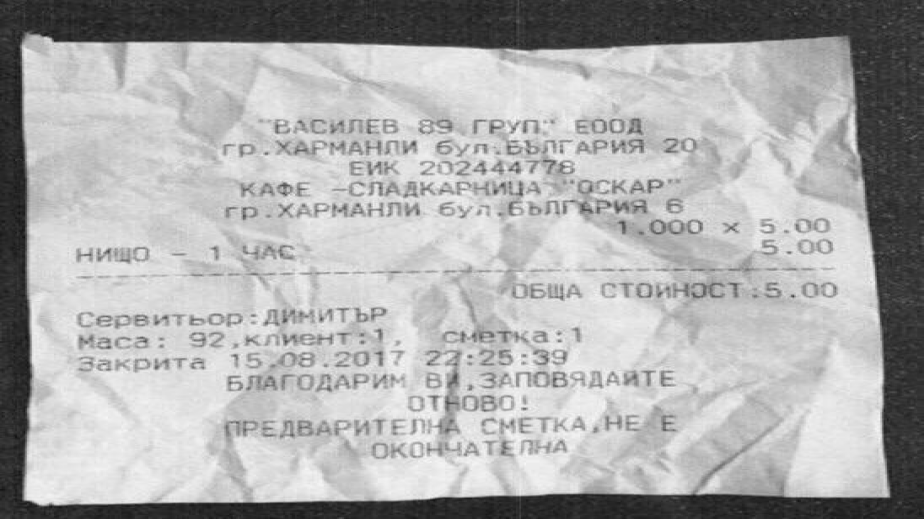 "ВАСИЛЕВ 89 ГРУП" ЕООД
гр.ХАРМАНЛИ бул.БЪЛГАРИЯ 20
ЕИК 202444778
КАФЕ -СЛАДКАРНИЦА "ОСКАР"
гр.ХАРМАНЛИ бул.БЪЛГАРИЯ 6
1.000 x 5.00
НИЩО - 1 ЧАС 5.00
ОБЩА СТОЙНОСТ:5.00
Сервитьор:ДИМИТЪР
Маса: 92,клиент:1, сметка:1
Закрита 15.08.2017 22:25:39
БЛАГОДАРИМ ВИ,ЗАПОВЯДАЙТЕ
ОТНОВО!
ПРЕДВАРИТЕЛНА СМЕТКА,НЕ Е
ОКОНЧАТЕЛНА